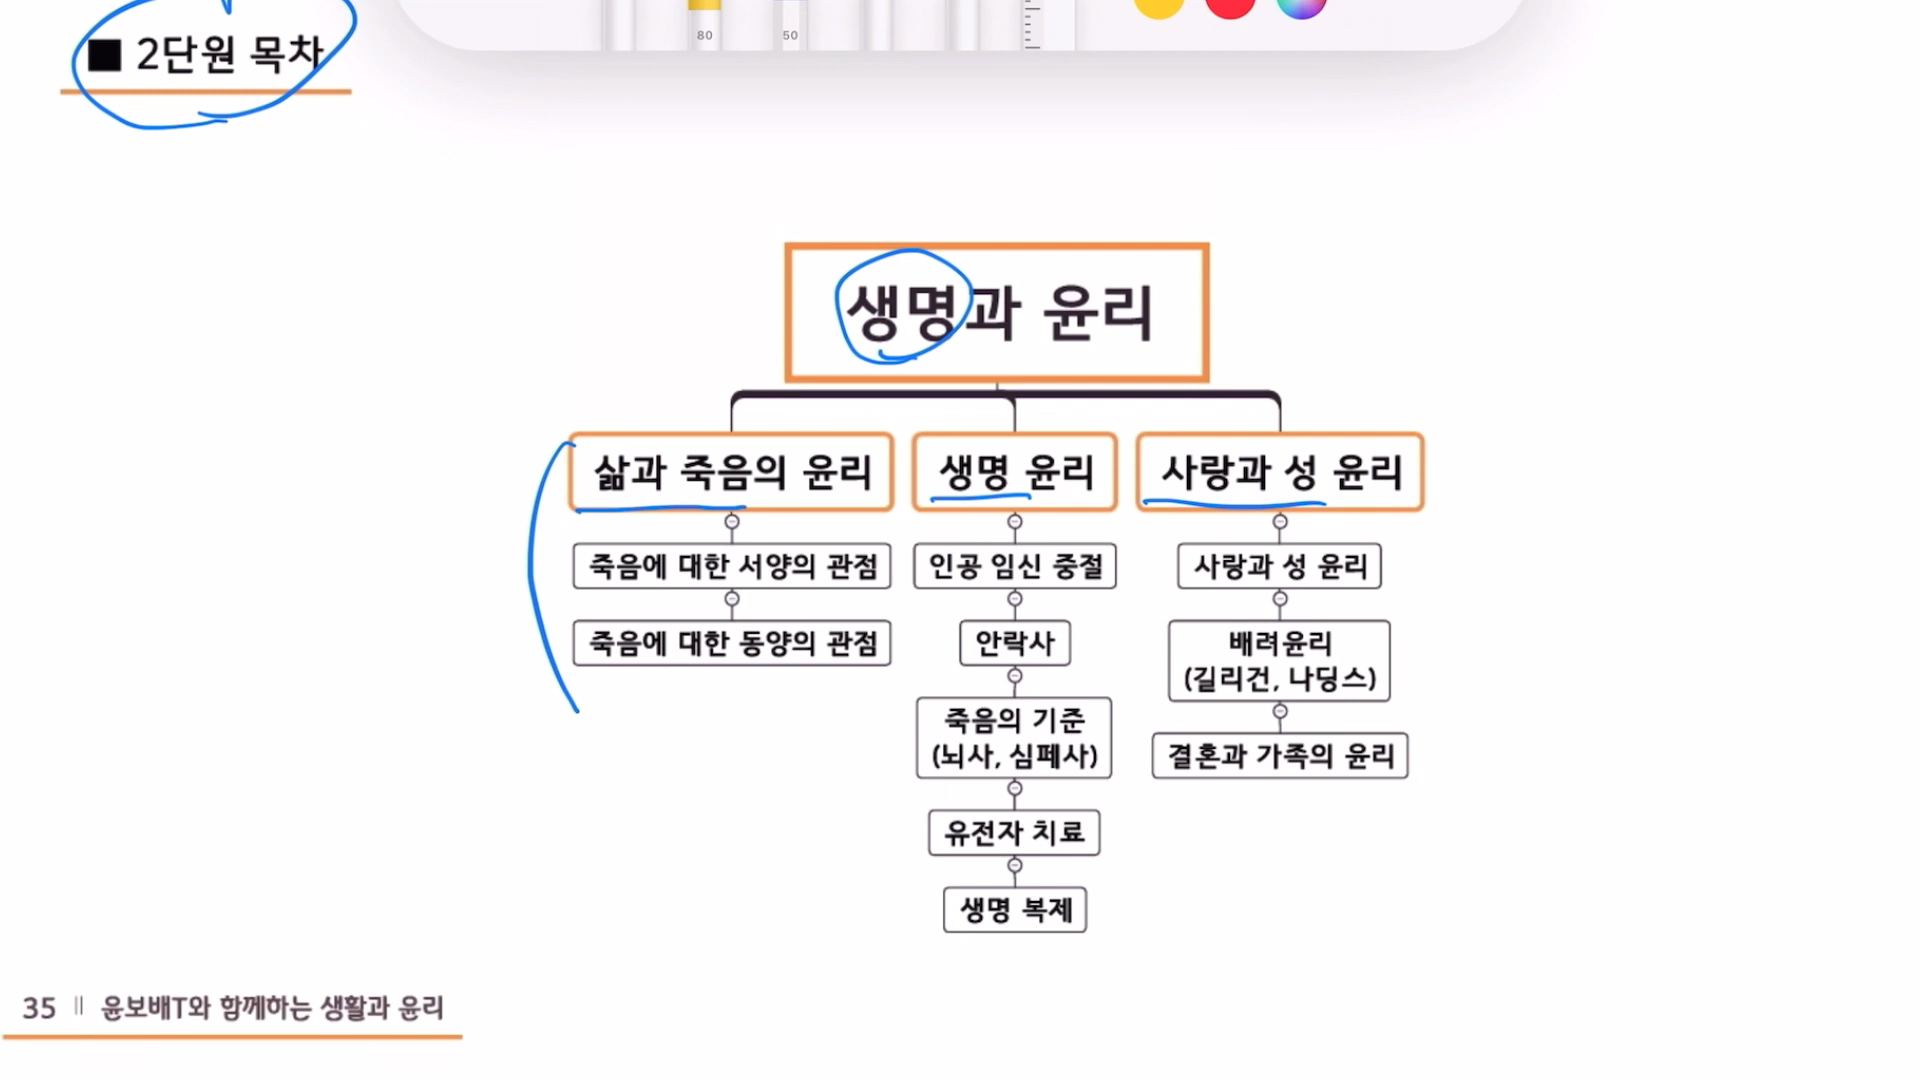 80
50
■ 2단원 목차
생명과 윤리
삶과 죽음의 윤리
죽음에 대한 서양의 관점
죽음에 대한 동양의 관점
생명 윤리
인공 임신 중절
안락사
죽음의 기준
(뇌사, 심폐사)
유전자 치료
생명 복제
사랑과 성 윤리
사랑과 성 윤리
배려윤리
(길리건, 나딩스)
결혼과 가족의 윤리
35 || 윤보배T와 함께하는 생활과 윤리